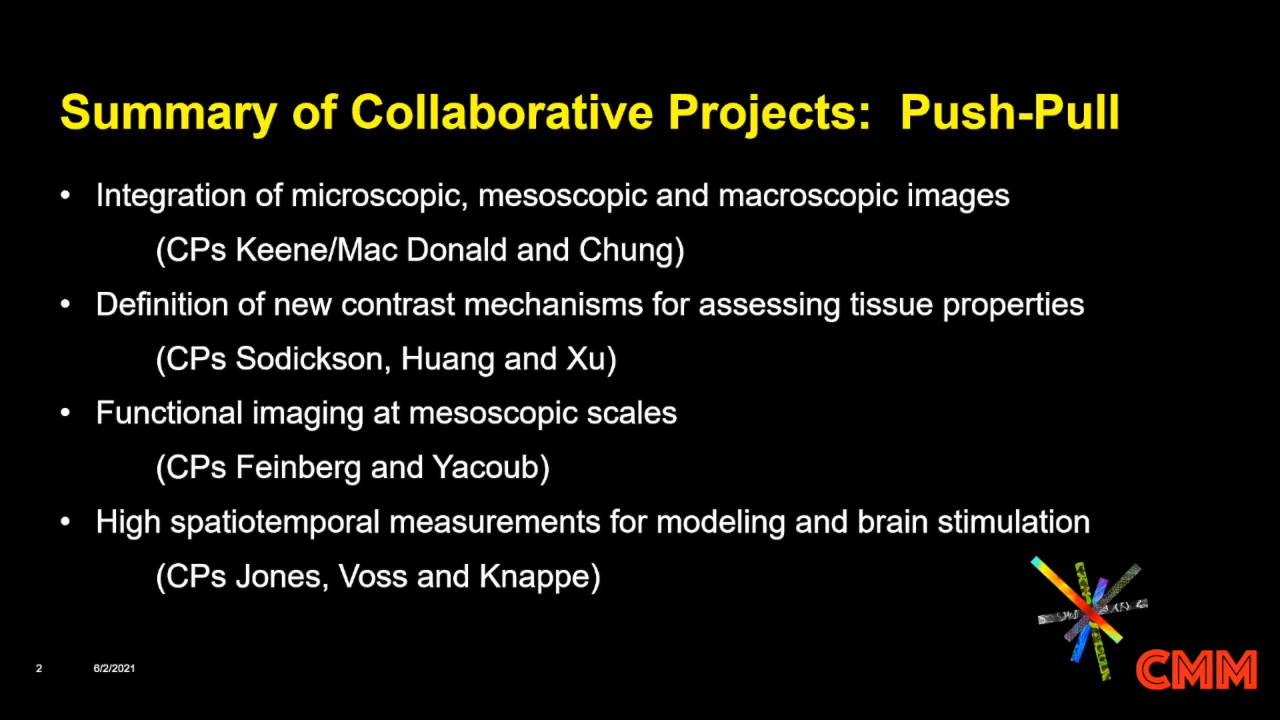 Summary of Collaborative Projects: Push-Pull
• Integration of microscopic, mesoscopic and macroscopic images
(CPs Keene/Mac Donald and Chung)
• Definition of new contrast mechanisms for assessing tissue properties
(CPs Sodickson, Huang and Xu)
• Functional imaging at mesoscopic scales
(CPs Feinberg and Yacoub)
• High spatiotemporal measurements for modeling and brain stimulation
(CPs Jones, Voss and Knappe)
2 6/2/2021
CMM